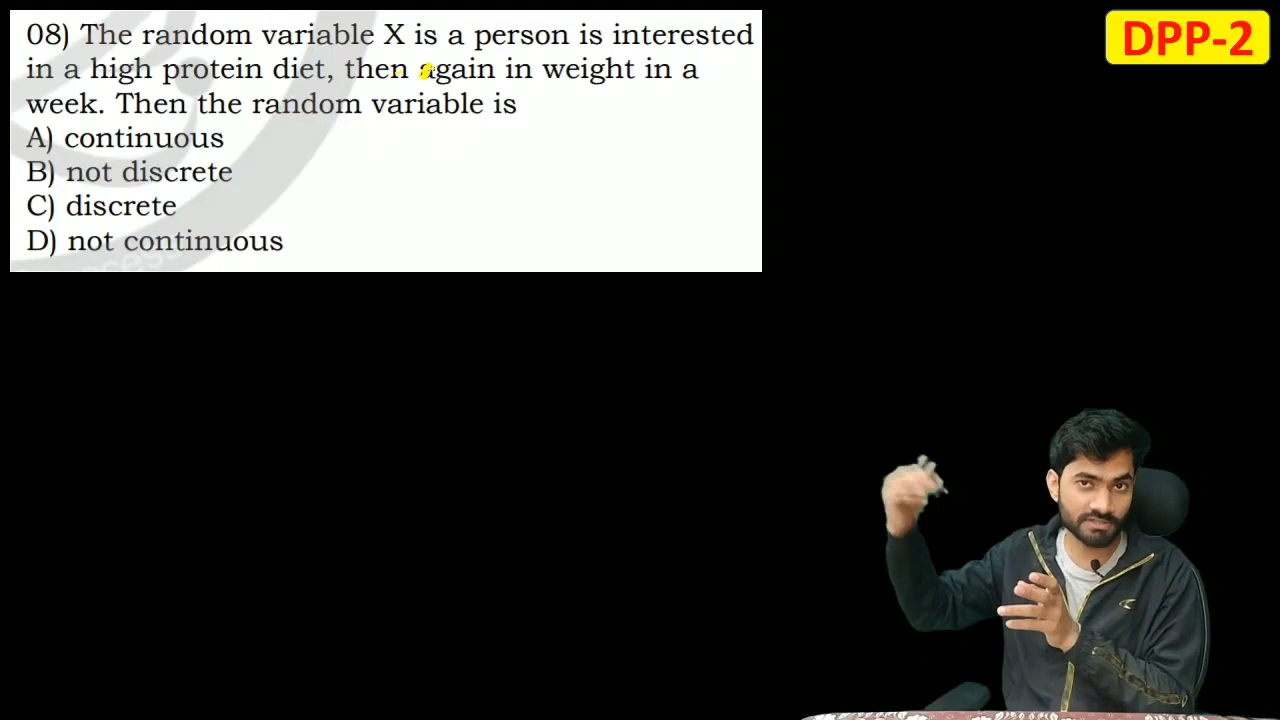 DPP-2
08) The random variable X is a person is interested
in a high protein diet, then again in weight in a
week. Then the random variable is
A) continuous
B) not discrete
C) discrete
D) not continuous